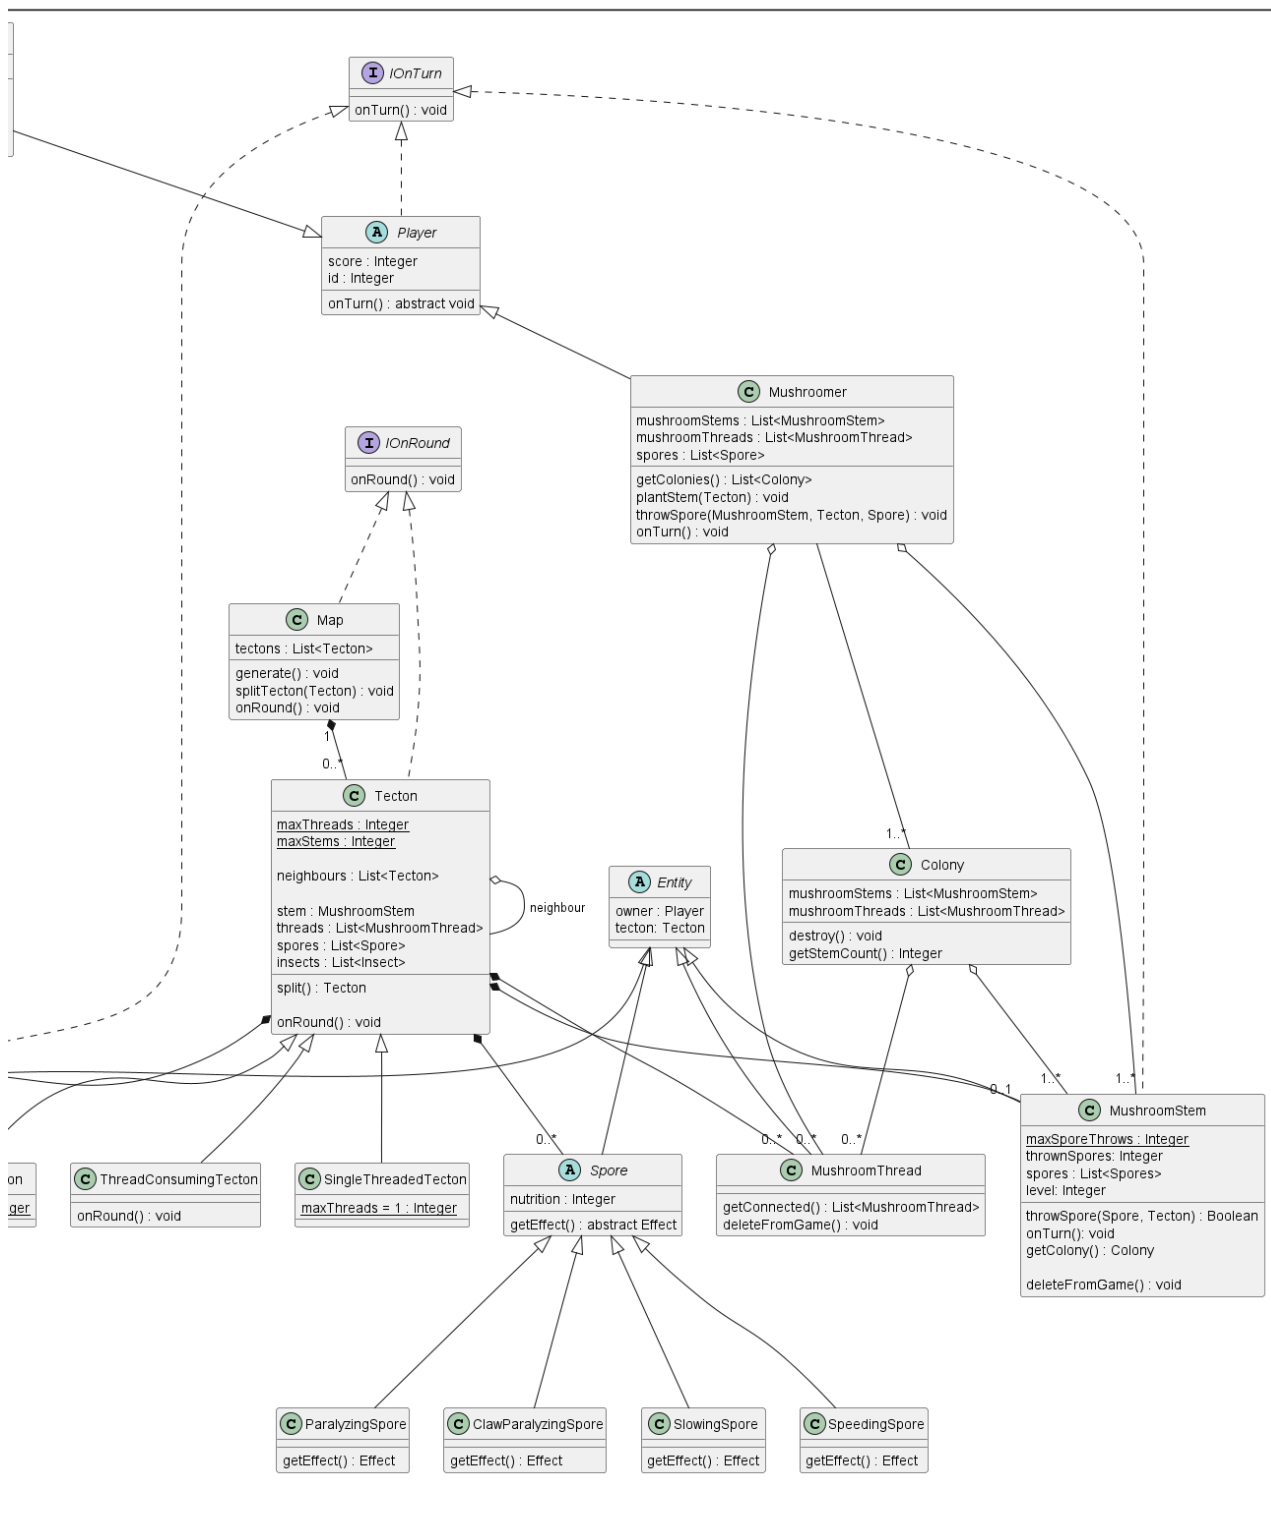 I IOnTurn
onTurn() : void
A Player
score : Integer
id : Integer
onTurn() : abstract void
C Mushroomer
mushroomStems : List<MushroomStem>
mushroomThreads : List<MushroomThread>
spores : List<Spore>
getColonies() : List<Colony>
plantStem(Tecton) : void
throwSpore(MushroomStem, Tecton, Spore) : void
onTurn() : void
I IOnRound
onRound() : void
C Map
tectons : List<Tecton>
generate() : void
splitTecton(Tecton) : void
onRound() : void
1
0..*
C Tecton
maxThreads : Integer
maxStems : Integer
neighbours : List<Tecton>
stem : MushroomStem
threads : List<MushroomThread>
spores : List<Spore>
insects : List<Insect>
split() : Tecton
onRound() : void
neighbour
A Entity
owner : Player
tecton: Tecton
1..*
C Colony
mushroomStems : List<MushroomStem>
mushroomThreads : List<MushroomThread>
destroy() : void
getStemCount() : Integer
0..1
1..*
1..*
C MushroomStem
maxSporeThrows : Integer
thrownSpores: Integer
spores : List<Spores>
level: Integer
throwSpore(Spore, Tecton) : Boolean
onTurn(): void
getColony() : Colony
deleteFromGame() : void
on
ger
C ThreadConsumingTecton
onRound() : void
C SingleThreadedTecton
maxThreads = 1 : Integer
0..*
A Spore
nutrition : Integer
getEffect() : abstract Effect
0..*
0..*
0..*
C MushroomThread
getConnected() : List<MushroomThread>
deleteFromGame() : void
C ParalyzingSpore
getEffect() : Effect
C ClawParalyzingSpore
getEffect() : Effect
C SlowingSpore
getEffect() : Effect
C SpeedingSpore
getEffect() : Effect